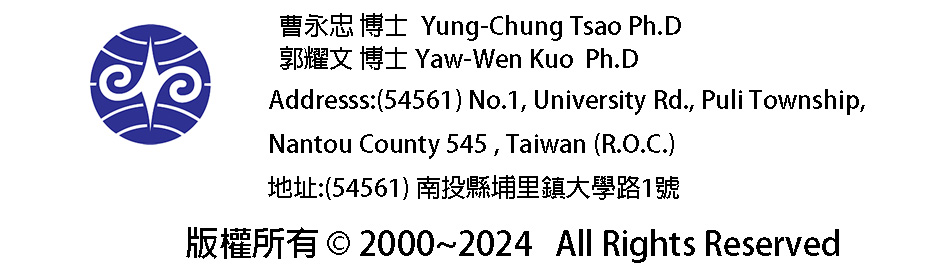 曹永忠 博士 Yung-Chung Tsao Ph.D
郭耀文 博士 Yaw-Wen Kuo Ph.D
Addresss:(54561) No.1, University Rd., Puli Township,
Nantou County 545 , Taiwan (R.O.C.)
地址:(54561) 南投縣埔里鎮大學路1號
版權所有 © 2000~2024 All Rights Reserved